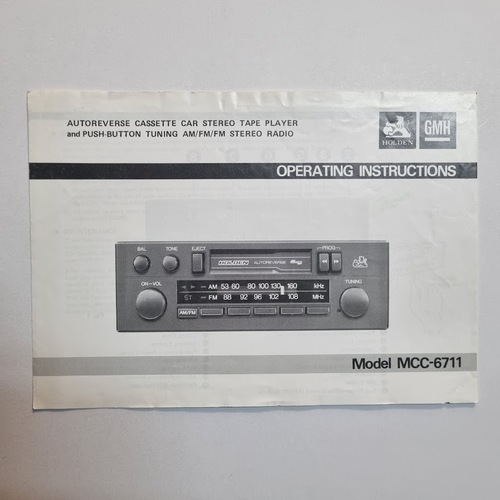 AUTOREVERSE CASSETTE CAR STEREO TAPE PLAYER
and PUSH-BUTTON TUNING AM/FM/FM STEREO RADIO
HOLDEN
GMH
OPERATING INSTRUCTIONS
BAL
TONE
EJECT
HOLDEN AUTOREVERSE
PROG
ON-VOL
AM 53 60 80 100 130 160 kHz
TUNING
ST FM 88 92 96 102 108 MHz
AM/FM
Model MCC-6711